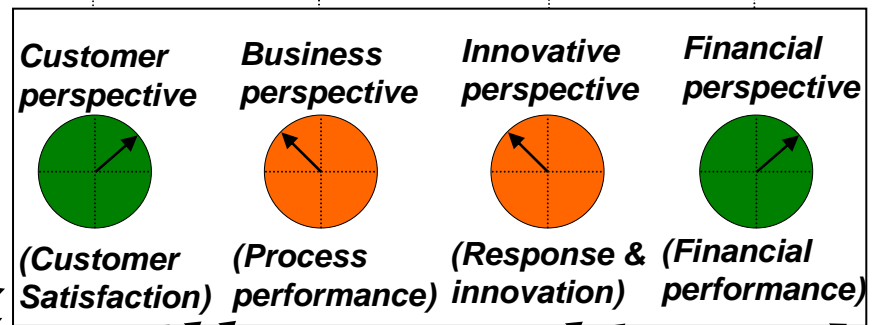 Customer
perspective
Business
perspective
Innovative
perspective
Financial
perspective
(Customer
Satisfaction)
(Process
performance)
(Response &
innovation)
(Financial
performance)